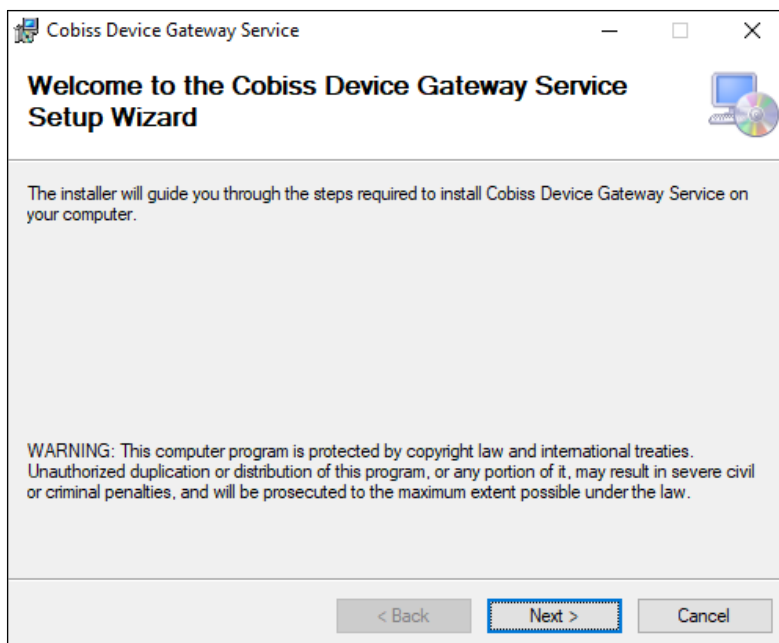 Cobiss Device Gateway Service
Welcome to the Cobiss Device Gateway Service
Setup Wizard
The installer will guide you through the steps required to install Cobiss Device Gateway Service on
your computer.
WARNING: This computer program is protected by copyright law and international treaties.
Unauthorized duplication or distribution of this program, or any portion of it, may result in severe civil
or criminal penalties, and will be prosecuted to the maximum extent possible under the law.
< Back Next > Cancel